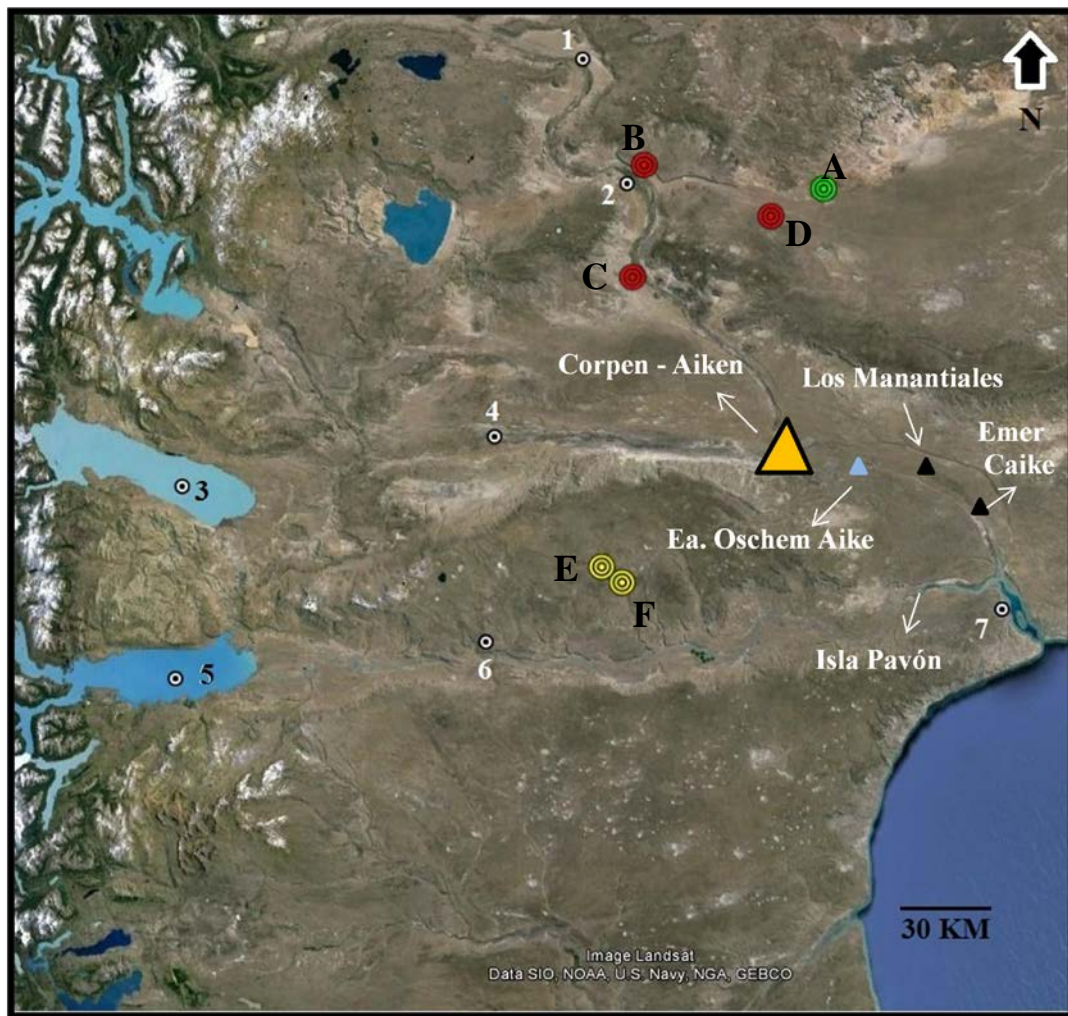 1
N
B
A
2
D
C
Corpen - Aiken
Los Manantiales
4
Emer
Caike
3
Ea. Oschem Aike
E
F
7
5
6
Isla Pavón
30 KM
Image Landsat
Data SIO, NOAA, U.S. Navy, NGA, GEBCO